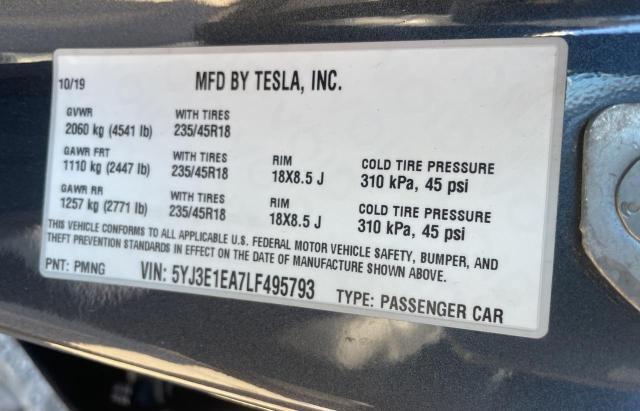 10/19 MFD BY TESLA, INC.
GVWR WITH TIRES
2060 kg (4541 lb) 235/45R18
GAWR FRT WITH TIRES RIM COLD TIRE PRESSURE
1110 kg (2447 lb) 235/45R18 18X8.5 J 310 kPa, 45 psi
GAWR RR WITH TIRES RIM COLD TIRE PRESSURE
1257 kg (2771 lb) 235/45R18 18X8.5 J 310 kPa, 45 psi
THIS VEHICLE CONFORMS TO ALL APPLICABLE U.S. FEDERAL MOTOR VEHICLE SAFETY, BUMPER, AND
THEFT PREVENTION STANDARDS IN EFFECT ON THE DATE OF MANUFACTURE SHOWN ABOVE.
PNT: PMNG VIN: 5YJ3E1EA7LF495793 TYPE: PASSENGER CAR